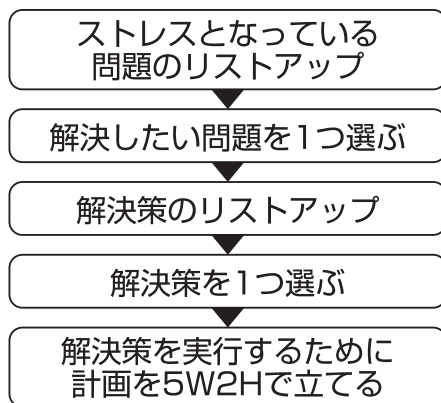 ストレスとなっている
問題のリストアップ
解決したい問題を1つ選ぶ
解決策のリストアップ
解決策を1つ選ぶ
解決策を実行するために
計画を5W2Hで立てる